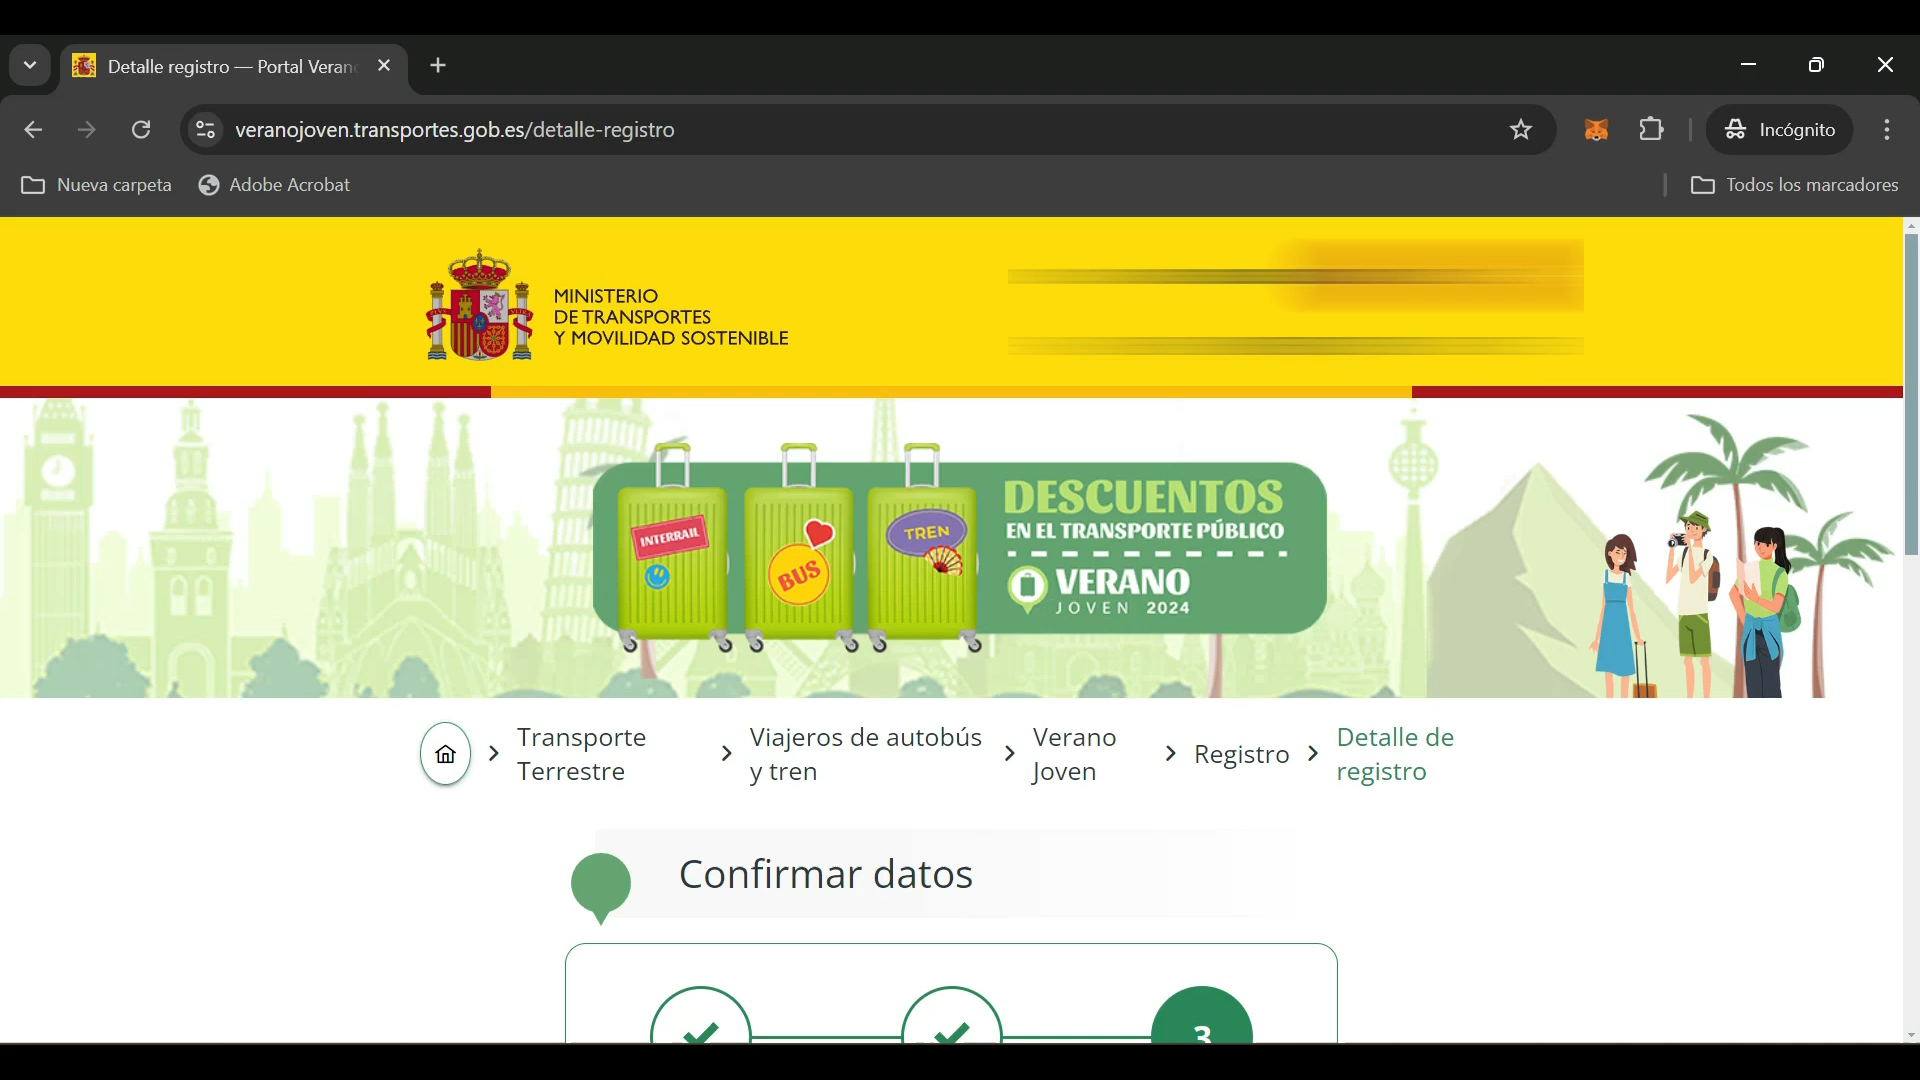 Detalle registro — Portal Veran
veranojoven.transportes.gob.es/detalle-registro
Incógnito
Nueva carpeta
Adobe Acrobat
Todos los marcadores
MINISTERIO
DE TRANSPORTES
Y MOVILIDAD SOSTENIBLE
INTERRAIL
BUS
TREN
DESCUENTOS
EN EL TRANSPORTE PÚBLICO
VERANO
JOVEN 2024
Transporte
Terrestre
Viajeros de autobús
y tren
Verano
Joven
Registro
Detalle de
registro
Confirmar datos
3